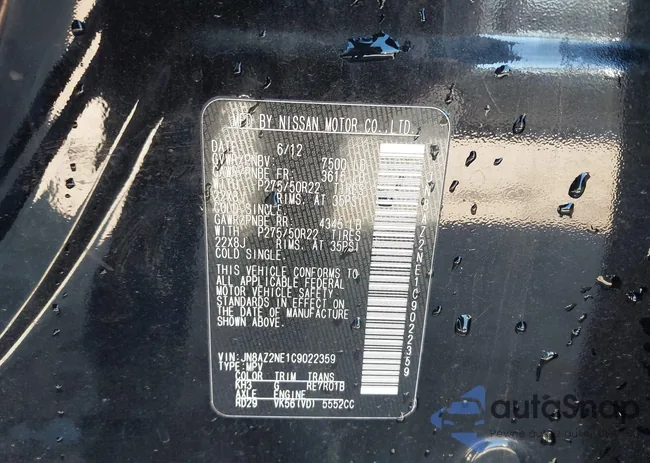 MFD BY NISSAN MOTOR CO., LTD.
DATE 6/12
GVWR/PNBV: 7500 LB
GAWR/PNBE FR: 3615 LB
WITH P275/50R22 TIRES
22X8J RIMS. AT 35PSI
COLD SINGLE.
GAWR/PNBE RR: 4345 LB
WITH P275/50R22 TIRES
22X8J RIMS. AT 35PSI
COLD SINGLE.
THIS VEHICLE CONFORMS TO
ALL APPLICABLE FEDERAL
MOTOR VEHICLE SAFETY
STANDARDS IN EFFECT ON
THE DATE OF MANUFACTURE
SHOWN ABOVE.
VIN: JN8AZ2NE1C9022359
TYPE: MPV
COLOR TRIM TRANS
KH3 G RE7R01B
AXLE ENGINE
RD29 VK56(VD) 5552CC
JN8AZ2NE1C9022359
autoSnap